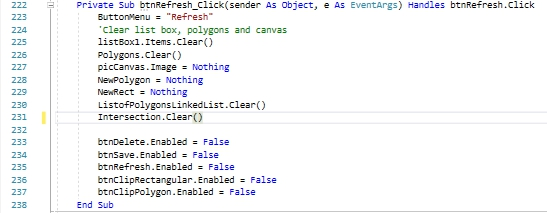 222 Private Sub btnRefresh_Click(sender As Object, e As EventArgs) Handles btnRefresh.Click
223 ButtonMenu = "Refresh"
224 'Clear list box, polygons and canvas
225 listBox1.Items.Clear()
226 Polygons.Clear()
227 picCanvas.Image = Nothing
228 NewPolygon = Nothing
229 NewRect = Nothing
230 ListofPolygonsLinkedList.Clear()
231 Intersection.Clear()
232
233 btnDelete.Enabled = False
234 btnSave.Enabled = False
235 btnRefresh.Enabled = False
236 btnClipRectangular.Enabled = False
237 btnClipPolygon.Enabled = False
238 End Sub